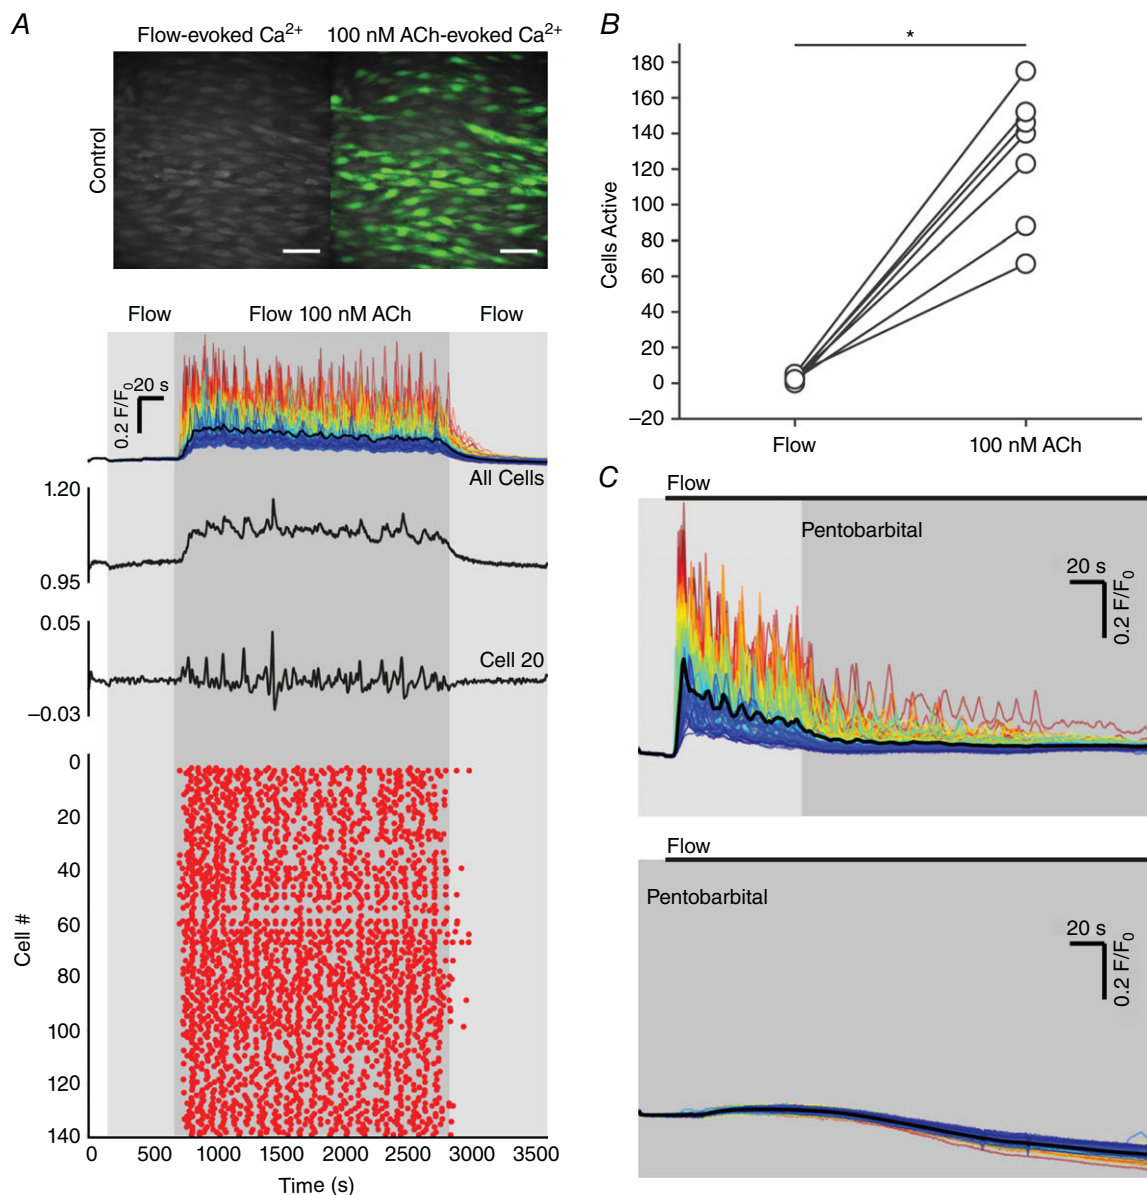 A
Flow-evoked Ca2+ 100 nM ACh-evoked Ca2+
Control
Flow Flow 100 nM ACh Flow
20 s
0.2 F/F0
All Cells
1.20
0.95
0.05
Cell 20
–0.03
0
20
40
60
80
100
120
140
Cell #
0 500 1000 1500 2000 2500 3000 3500
Time (s)
B
*
180
160
140
120
100
80
60
40
20
0
–20
Cells Active
Flow 100 nM ACh
C
Flow
Pentobarbital
20 s
0.2 F/F0
Flow
Pentobarbital
20 s
0.2 F/F0